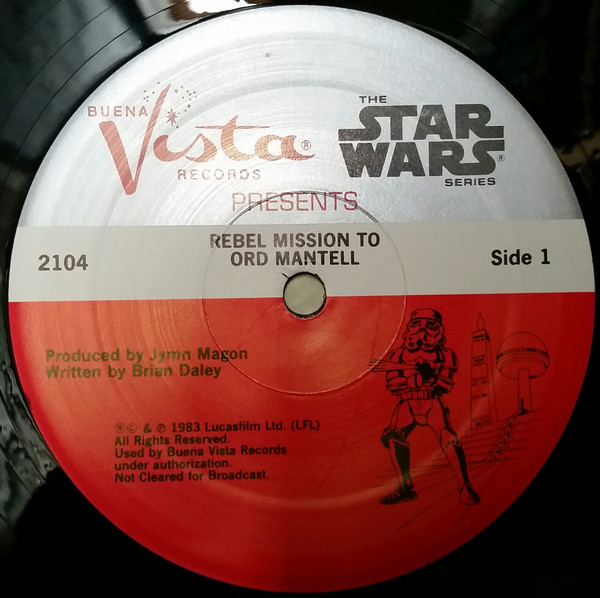 BUENA
Vista®
RECORDS
THE
STAR
WARS®
SERIES
PRESENTS
2104
REBEL MISSION TO
ORD MANTELL
Side 1
Produced by Jymn Magon
Written by Brian Daley
®© & ℗ 1983 Lucasfilm Ltd. (LFL)
All Rights Reserved.
Used by Buena Vista Records
under authorization.
Not Cleared for Broadcast.